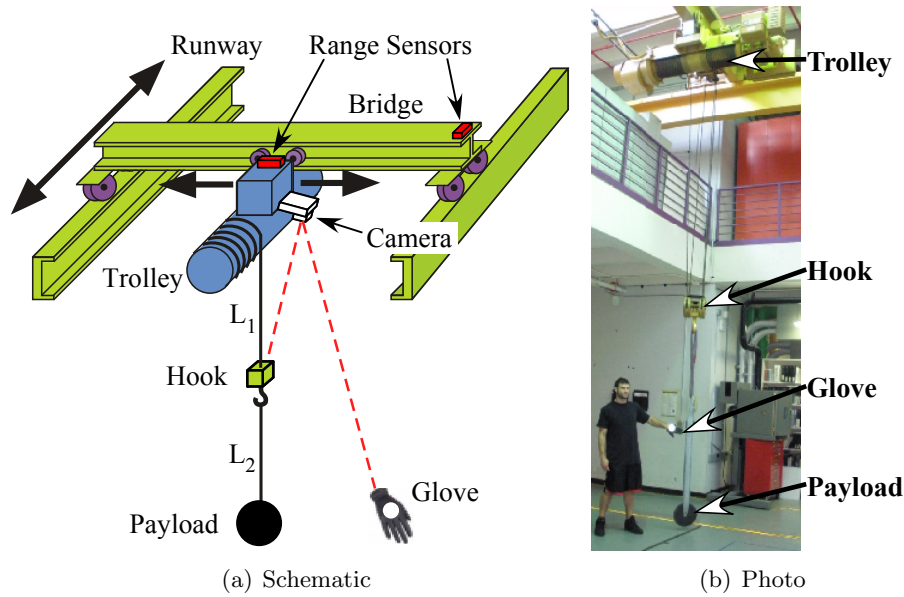 Runway
Range Sensors
Bridge
Camera
Trolley
L1
Hook
L2
Glove
Payload
(a) Schematic
Trolley
Hook
Glove
Payload
(b) Photo